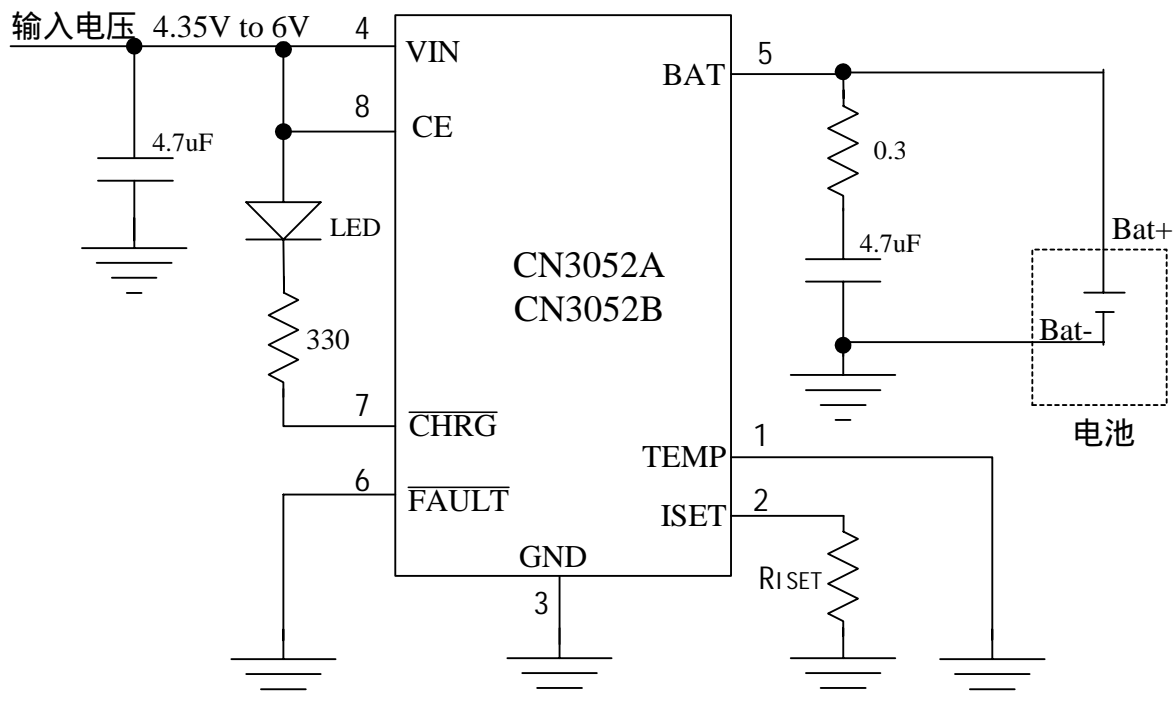 输入电压 4.35V to 6V
4
VIN
5
BAT
8
CE
4.7uF
0.3
LED
Bat+
4.7uF
CN3052A
CN3052B
330
Bat-
7
CHRG
电池
1
TEMP
6
FAULT
2
ISET
GND
RISET
3